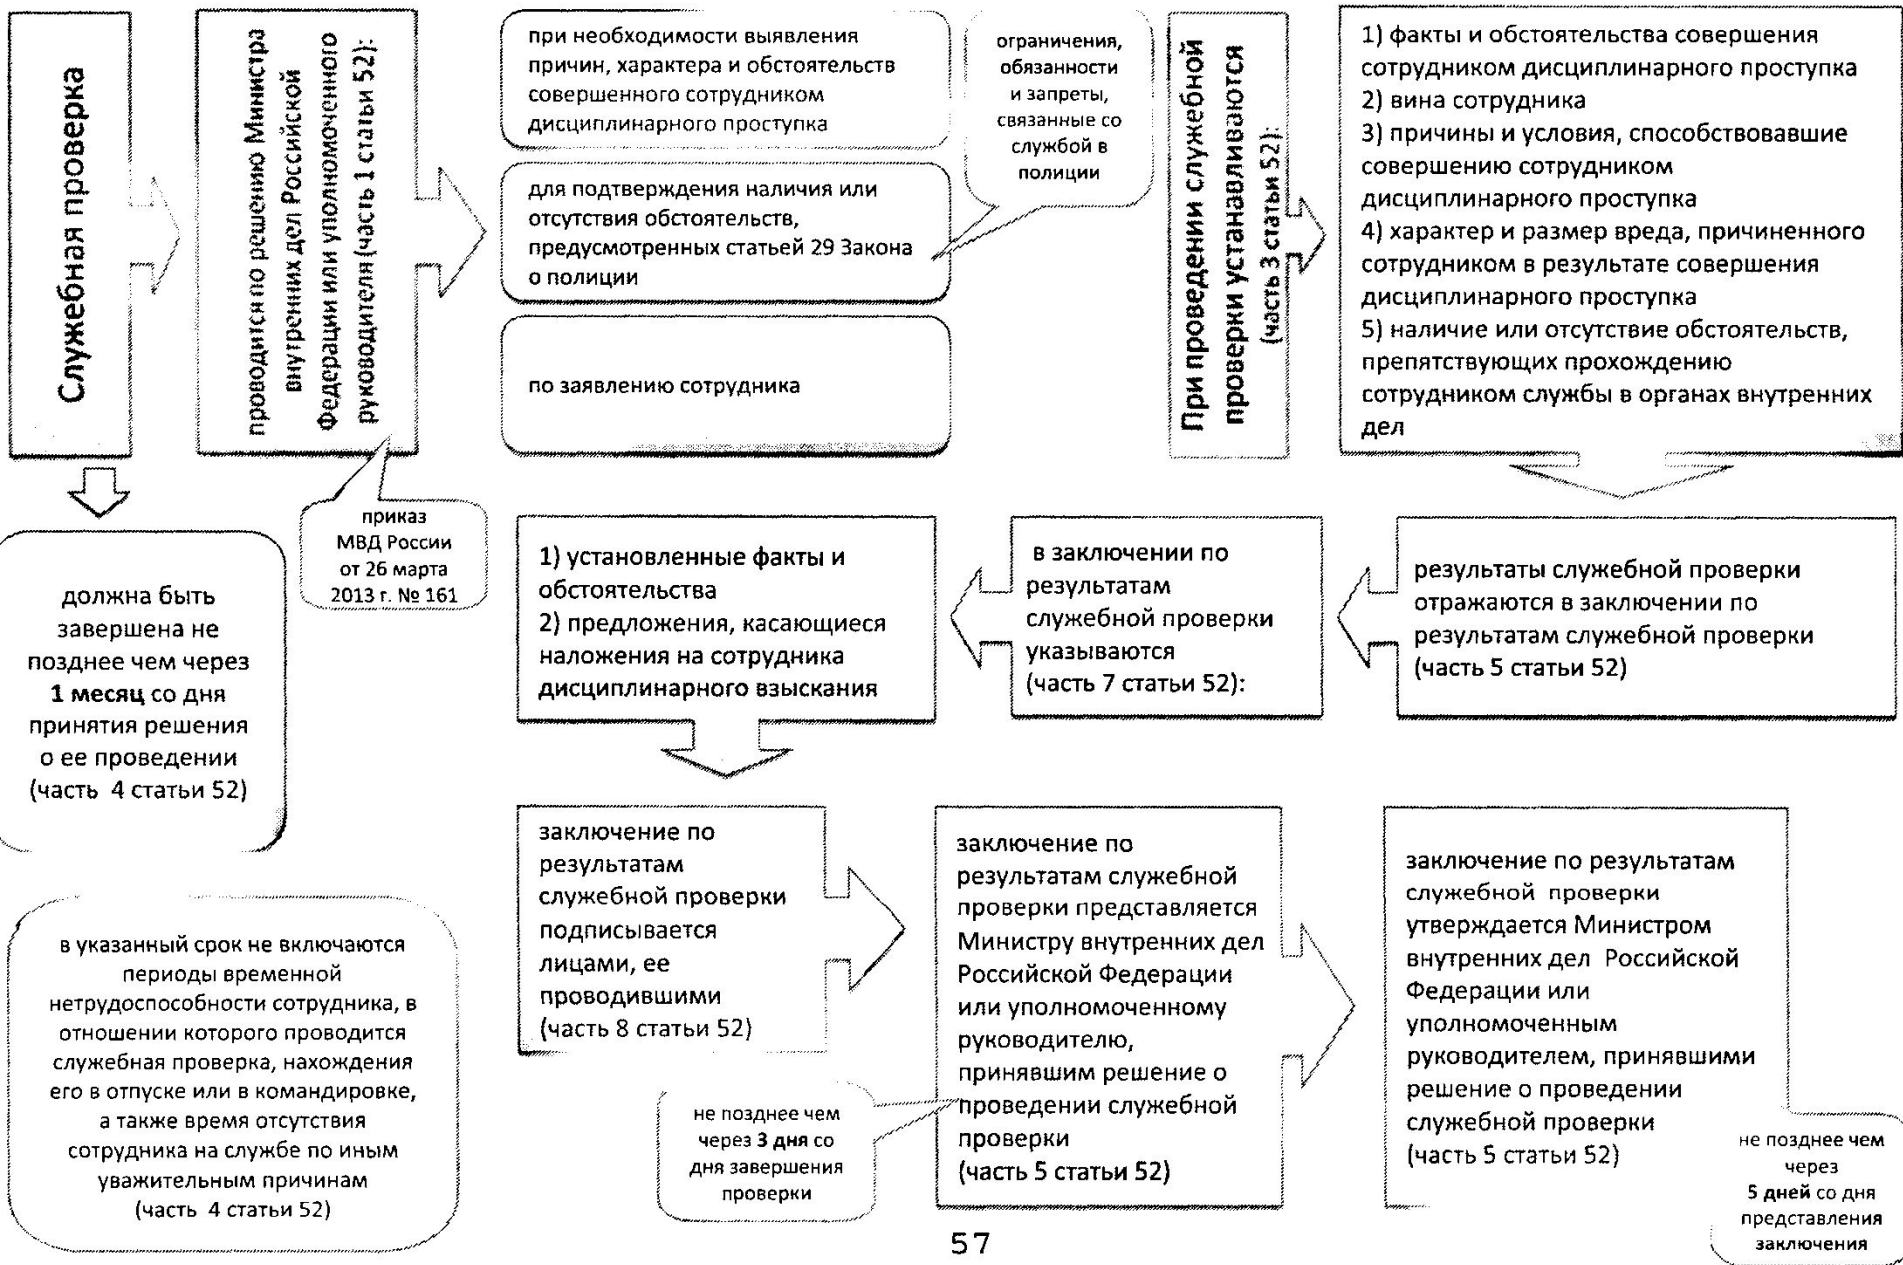 Служебная проверка
проводится по решению Министра
внутренних дел Российской
Федерации или уполномоченного
руководителя (часть 1 статьи 52):
при необходимости выявления
причин, характера и обстоятельств
совершенного сотрудником
дисциплинарного проступка
для подтверждения наличия или
отсутствия обстоятельств,
предусмотренных статьей 29 Закона
о полиции
по заявлению сотрудника
ограничения,
обязанности
и запреты,
связанные со
службой в
полиции
При проведении служебной
проверки устанавливаются
(часть 3 статьи 52):
1) факты и обстоятельства совершения
сотрудником дисциплинарного проступка
2) вина сотрудника
3) причины и условия, способствовавшие
совершению сотрудником
дисциплинарного проступка
4) характер и размер вреда, причиненного
сотрудником в результате совершения
дисциплинарного проступка
5) наличие или отсутствие обстоятельств,
препятствующих прохождению
сотрудником службы в органах внутренних
дел
приказ
МВД России
от 26 марта
2013 г. № 161
должна быть
завершена не
позднее чем через
1 месяц со дня
принятия решения
о ее проведении
(часть 4 статьи 52)
результаты служебной проверки
отражаются в заключении по
результатам служебной проверки
(часть 5 статьи 52)
в заключении по
результатам
служебной проверки
указываются
(часть 7 статьи 52):
1) установленные факты и
обстоятельства
2) предложения, касающиеся
наложения на сотрудника
дисциплинарного взыскания
заключение по
результатам
служебной проверки
подписывается
лицами, ее
проводившими
(часть 8 статьи 52)
заключение по
результатам служебной
проверки представляется
Министру внутренних дел
Российской Федерации
или уполномоченному
руководителю,
принявшим решение о
проведении служебной
проверки
(часть 5 статьи 52)
не позднее чем
через 3 дня со
дня завершения
проверки
заключение по результатам
служебной проверки
утверждается Министром
внутренних дел Российской
Федерации или
уполномоченным
руководителем, принявшими
решение о проведении
служебной проверки
(часть 5 статьи 52)
не позднее чем
через
5 дней со дня
представления
заключения
в указанный срок не включаются
периоды временной
нетрудоспособности сотрудника, в
отношении которого проводится
служебная проверка, нахождения
его в отпуске или в командировке,
а также время отсутствия
сотрудника на службе по иным
уважительным причинам
(часть 4 статьи 52)
57